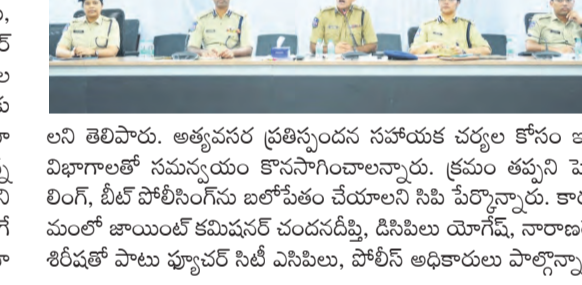 లని తెలిపారు. అత్యవసర ప్రతిస్పందన సహాయక చర్యల కోసం
విభాగాలతో సమన్వయం కొనసాగించాలన్నారు. క్రమం తప్పని
లింగ్, బీట్ పోలీసింగ్‌ను బలోపేతం చేయాలని సిపి పేర్కొన్నారు.
మంలో జాయింట్ కమిషనర్ చందనదీప్తి, డిసిపిలు యోగేష్,
శిరీషతో పాటు ఫ్యూచర్ సిటీ ఎసిపిలు, పోలీస్ అధికారులు పాల్గొన్నా